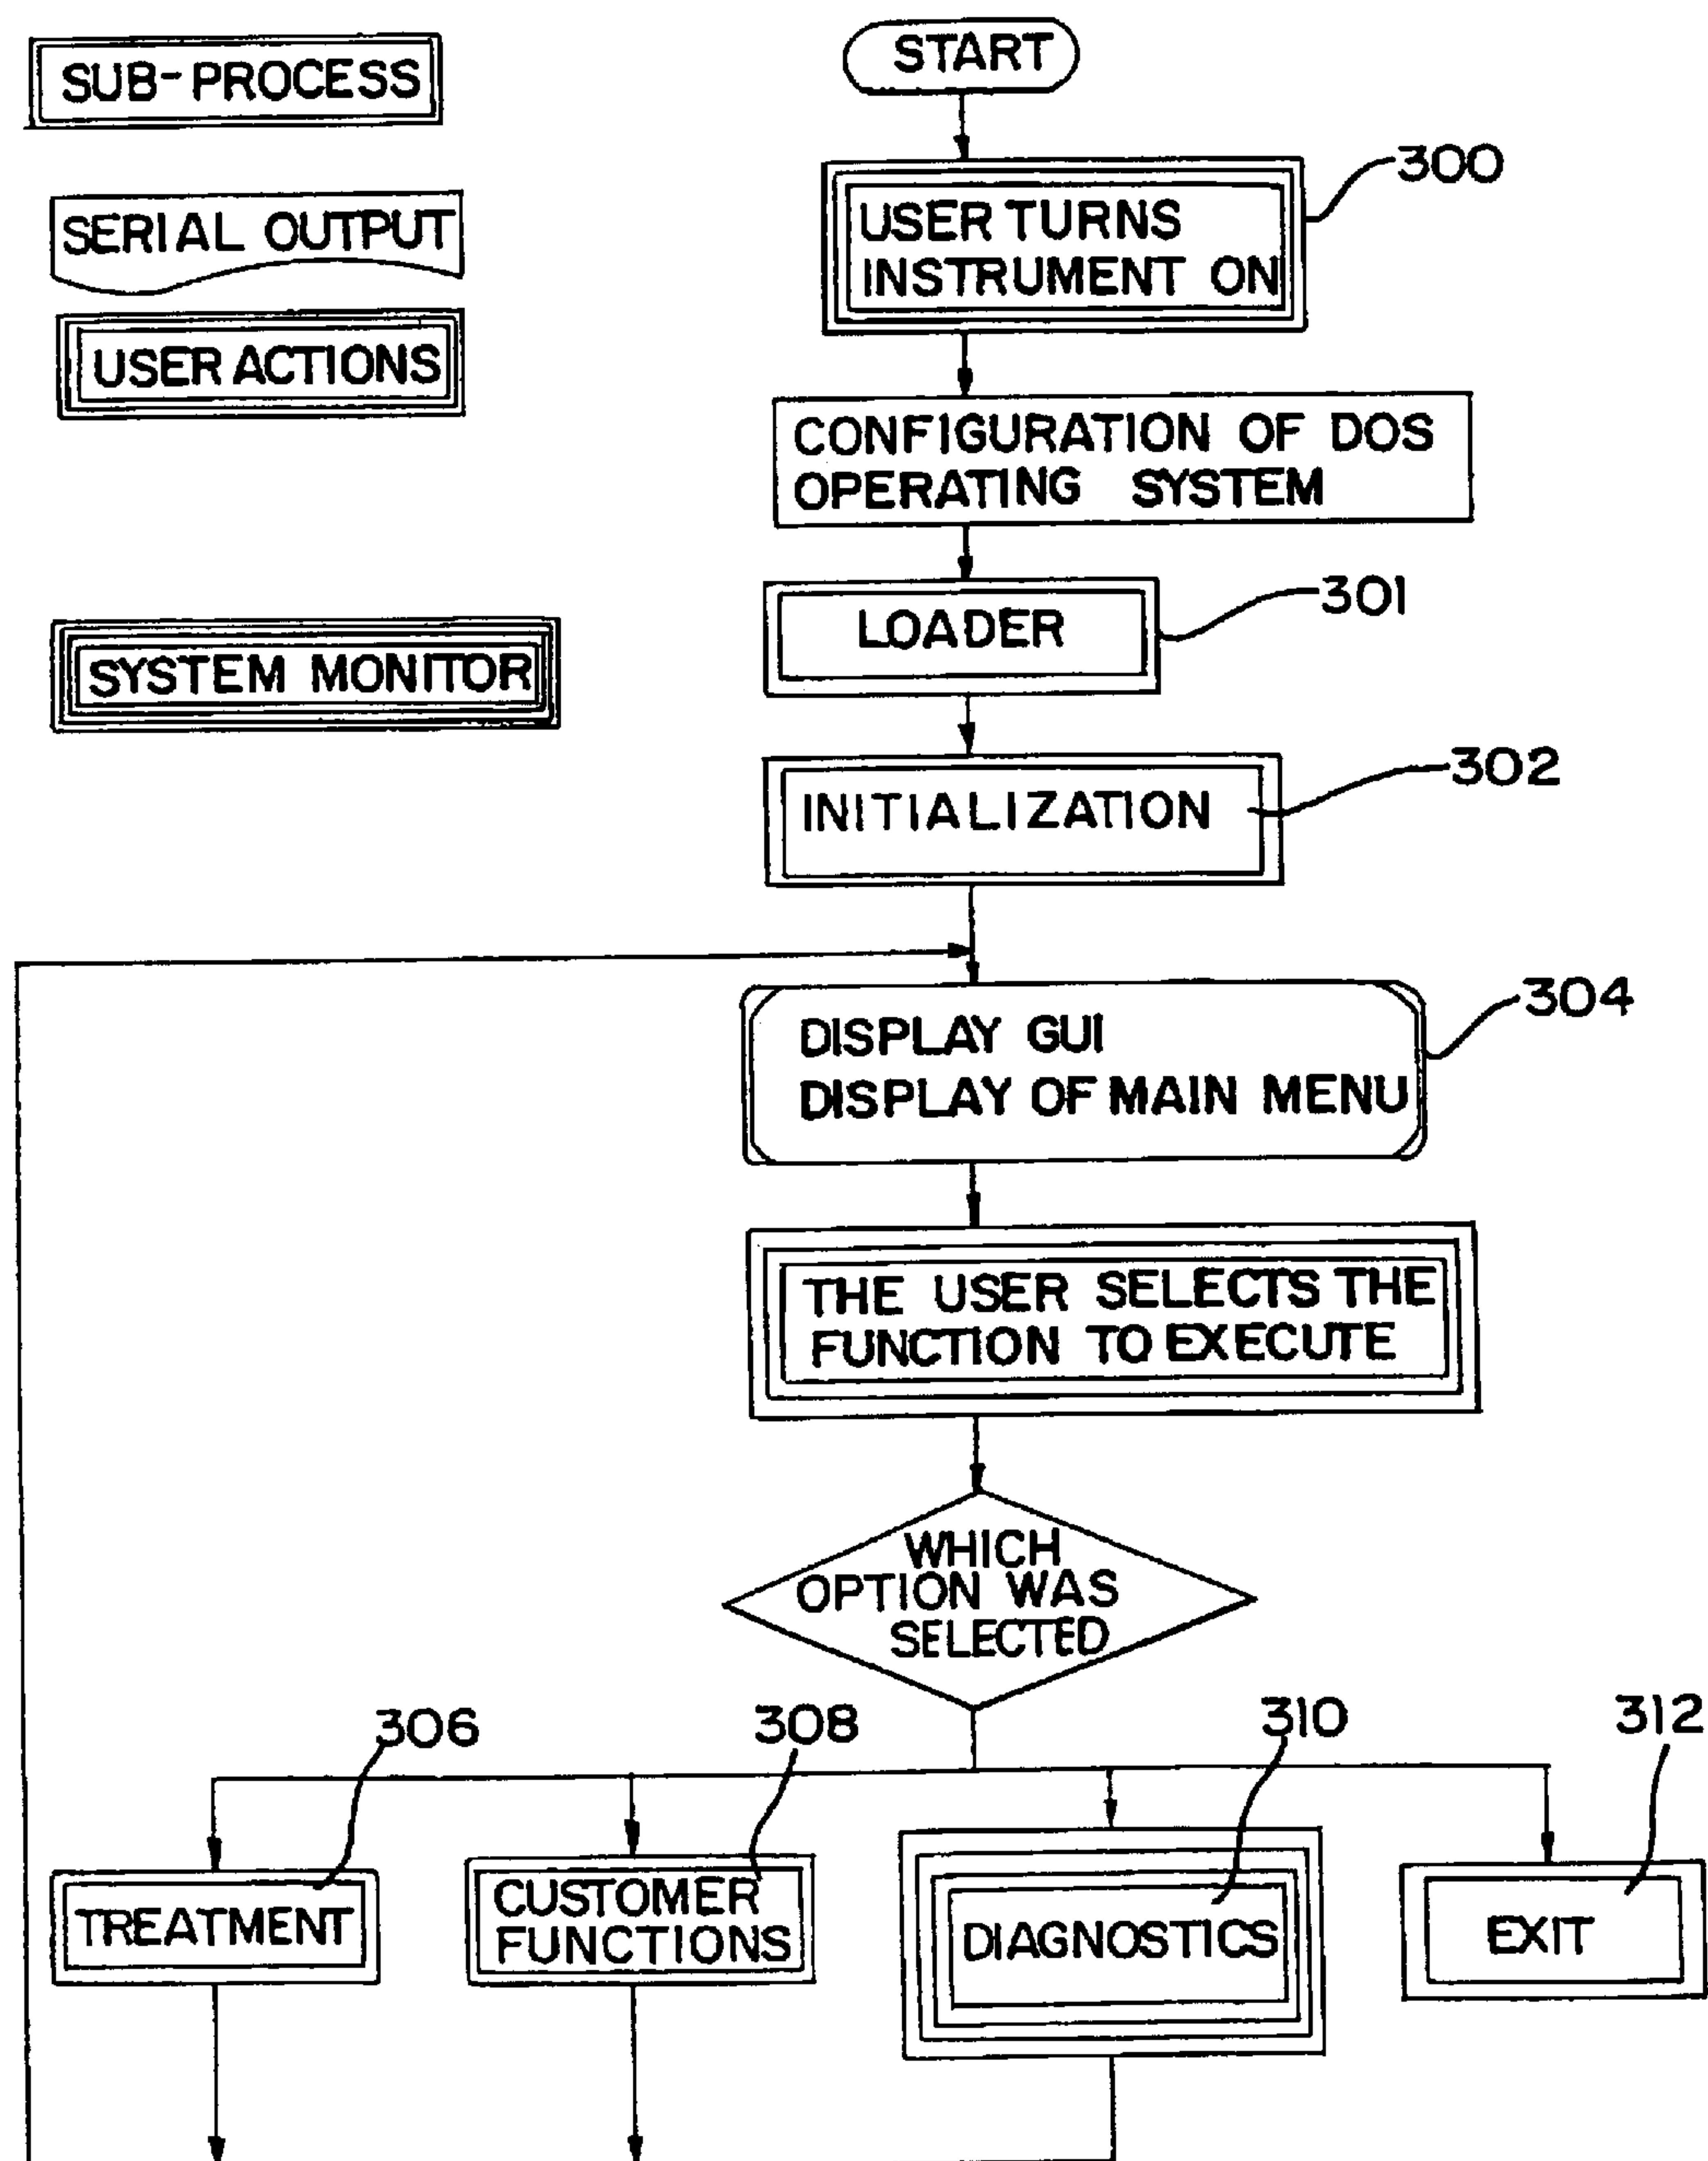 SUB-PROCESS
SERIAL OUTPUT
USER ACTIONS
SYSTEM MONITOR
START
300
USER TURNS
INSTRUMENT ON
CONFIGURATION OF DOS
OPERATING SYSTEM
301
LOADER
302
INITIALIZATION
304
DISPLAY GUI
DISPLAY OF MAIN MENU
THE USER SELECTS THE
FUNCTION TO EXECUTE
WHICH
OPTION WAS
SELECTED
306
308
310
312
TREATMENT
CUSTOMER
FUNCTIONS
DIAGNOSTICS
EXIT